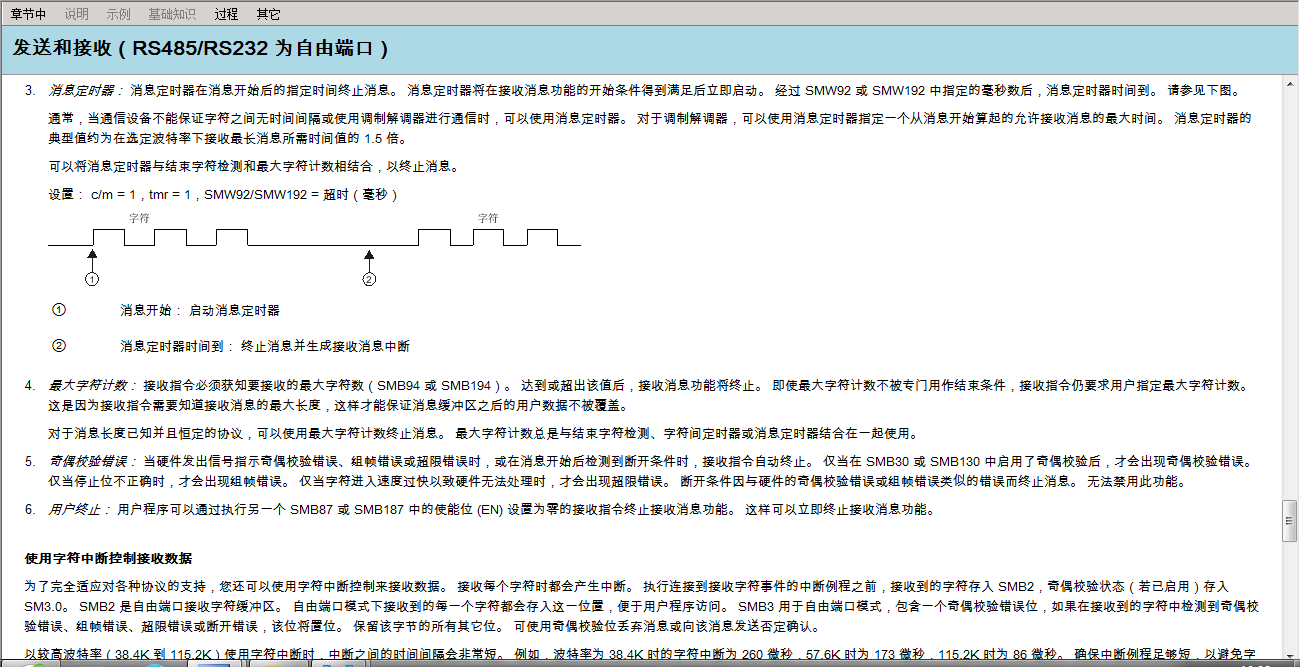 章节中 说明 示例 基础知识 过程 其它
发送和接收（RS485/RS232 为自由端口）
3. 消息定时器： 消息定时器在消息开始后的指定时间终止消息。 消息定时器将在接收消息功能的开始条件得到满足后立即启动。 经过 SMW92 或 SMW192 中指定的毫秒数后，消息定时器时间到。 请参见下图。
通常，当通信设备不能保证字符之间无时间间隔或使用调制解调器进行通信时，可以使用消息定时器。 对于调制解调器，可以使用消息定时器指定一个从消息开始算起的允许接收消息的最大时间。 消息定时器的
典型值约为在选定波特率下接收最长消息所需时间值的 1.5 倍。
可以将消息定时器与结束字符检测和最大字符计数相结合，以终止消息。
设置： c/m = 1，tmr = 1，SMW92/SMW192 = 超时（毫秒）
字符 字符
1 2
① 消息开始： 启动消息定时器
② 消息定时器时间到： 终止消息并生成接收消息中断
4. 最大字符计数： 接收指令必须获知要接收的最大字符数（SMB94 或 SMB194）。 达到或超出该值后，接收消息功能将终止。 即使最大字符计数不被专门用作结束条件，接收指令仍要求用户指定最大字符计数。
这是因为接收指令需要知道接收消息的最大长度，这样才能保证消息缓冲区之后的用户数据不被覆盖。
对于消息长度已知并且恒定的协议，可以使用最大字符计数终止消息。 最大字符计数总是与结束字符检测、字符间定时器或消息定时器结合在一起使用。
5. 奇偶校验错误： 当硬件发出信号指示奇偶校验错误、组帧错误或超限错误时，或在消息开始后检测到断开条件时，接收指令自动终止。 仅当在 SMB30 或 SMB130 中启用了奇偶校验后，才会出现奇偶校验错误。
仅当停止位不正确时，才会出现组帧错误。 仅当字符进入速度过快以致硬件无法处理时，才会出现超限错误。 断开条件因与硬件的奇偶校验错误或组帧错误类似的错误而终止消息。 无法禁用此功能。
6. 用户终止： 用户程序可以通过执行另一个 SMB87 或 SMB187 中的使能位 (EN) 设置为零的接收指令终止接收消息功能。 这样可以立即终止接收消息功能。
使用字符中断控制接收数据
为了完全适应对各种协议的支持，您还可以使用字符中断控制来接收数据。 接收每个字符时都会产生中断。 执行连接到接收字符事件的中断例程之前，接收到的字符存入 SMB2，奇偶校验状态（若已启用）存入
SM3.0。 SMB2 是自由端口接收字符缓冲区。 自由端口模式下接收到的每一个字符都会存入这一位置，便于用户程序访问。 SMB3 用于自由端口模式，包含一个奇偶校验错误位，如果在接收到的字符中检测到奇偶校
验错误、组帧错误、超限错误或断开错误，该位将置位。 保留该字节的所有其它位。 可使用奇偶校验位丢弃消息或向该消息发送否定确认。
以较高波特率（38.4K 到 115.2K）使用字符中断时，中断之间的时间间隔会非常短。 例如，波特率为 38.4K 时的字符中断为 260 微秒，57.6K 时为 173 微秒，115.2K 时为 86 微秒。 确保中断例程足够短，以避免字